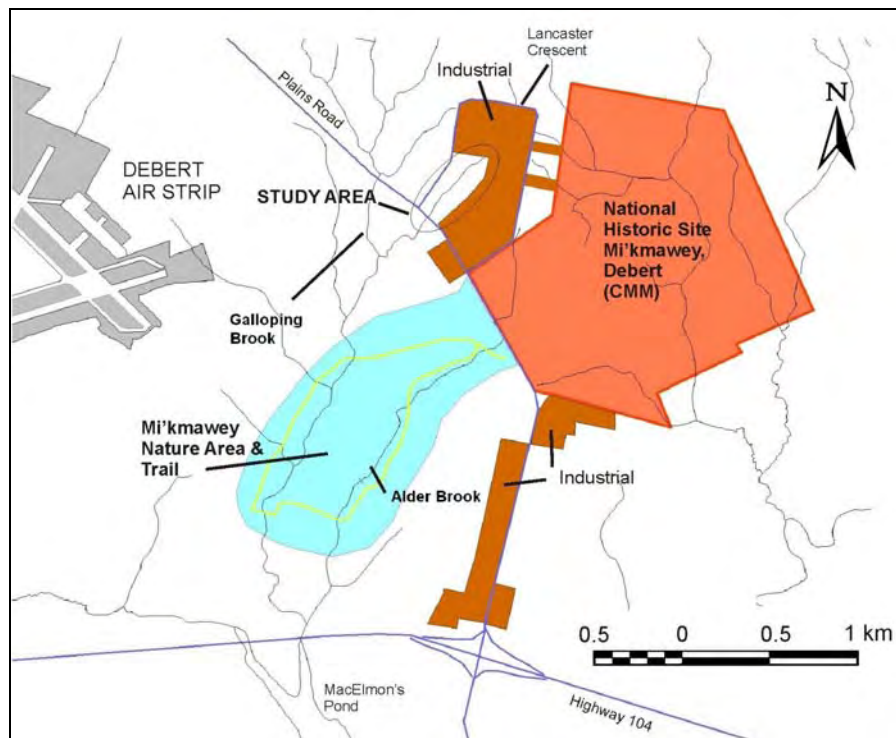 Lancaster
Crescent
Industrial
Plains Road
N
DEBERT
AIR STRIP
STUDY AREA
National
Historic Site
Mi'kmawey,
Debert
(CMM)
Galloping
Brook
Mi'kmawey
Nature Area &
Trail
Alder Brook
Industrial
0.5 0 0.5 1 km
MacElmon's
Pond
Highway 104